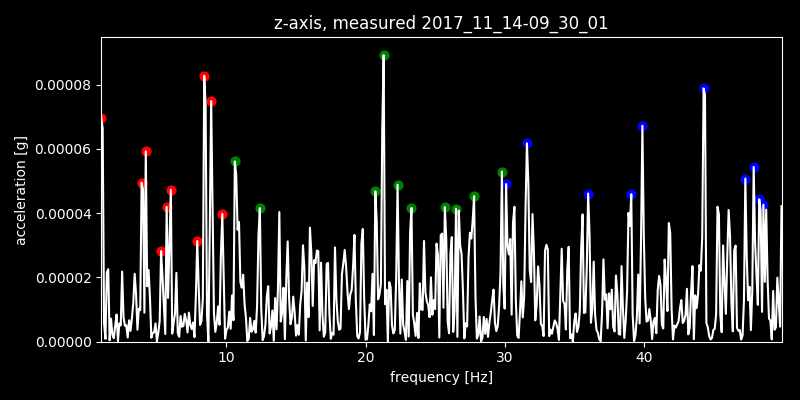 z-axis, measured 2017_11_14-09_30_01
0.00008
0.00006
0.00004
0.00002
0.00000
acceleration [g]
10 20 30 40
frequency [Hz]